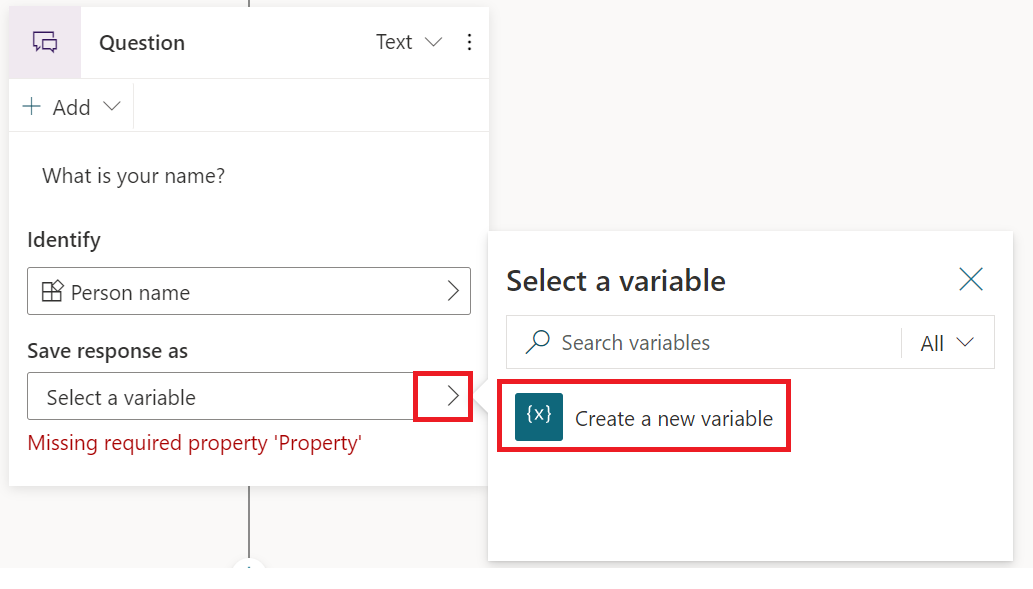 Question
Text
Add
What is your name?
Identify
Person name
Save response as
Select a variable
Missing required property 'Property'
Select a variable
Search variables
All
{x}
Create a new variable